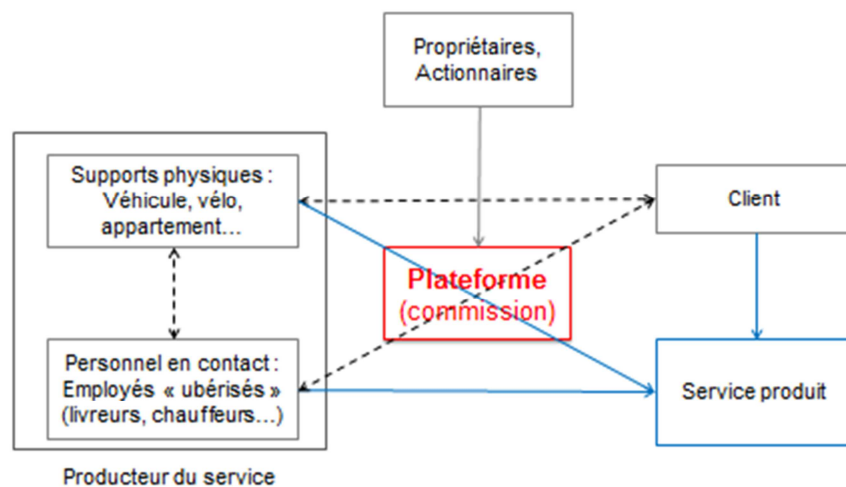 Propriétaires,
Actionnaires
Supports physiques :
Véhicule, vélo,
appartement…
Client
Plateforme
(commission)
Personnel en contact :
Employés « ubérisés »
(livreurs, chauffeurs…)
Service produit
Producteur du service